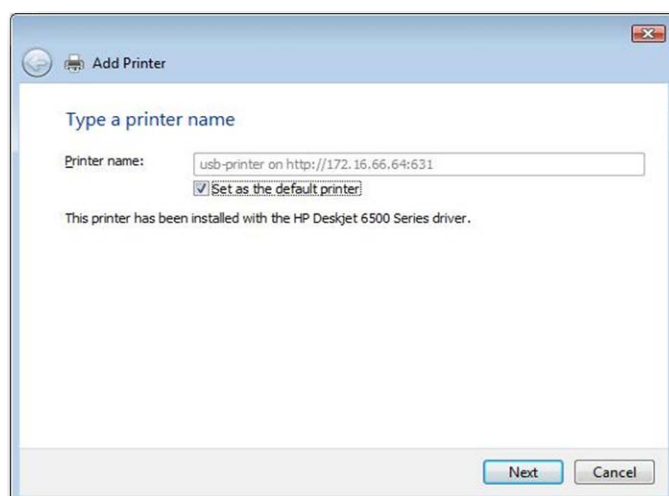 Add Printer
Type a printer name
Printer name: usb-printer on http://172.16.66.64:631
Set as the default printer
This printer has been installed with the HP Deskjet 6500 Series driver.
Next Cancel